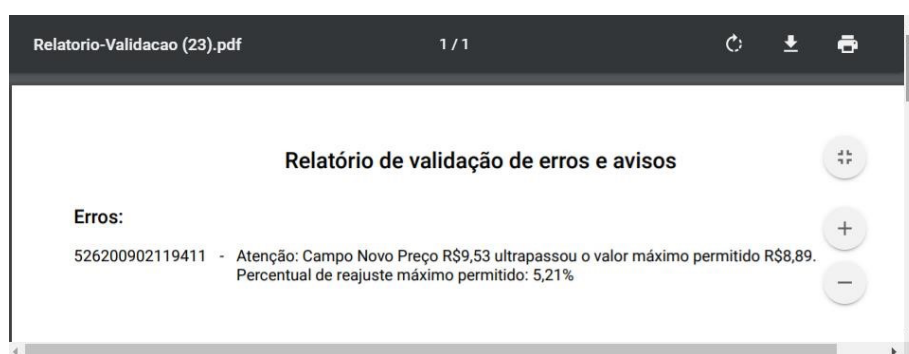 Relatorio-Validacao (23).pdf 1 / 1
Relatório de validação de erros e avisos
Erros:
526200902119411 - Atenção: Campo Novo Preço R$9,53 ultrapassou o valor máximo permitido R$8,89.
Percentual de reajuste máximo permitido: 5,21%